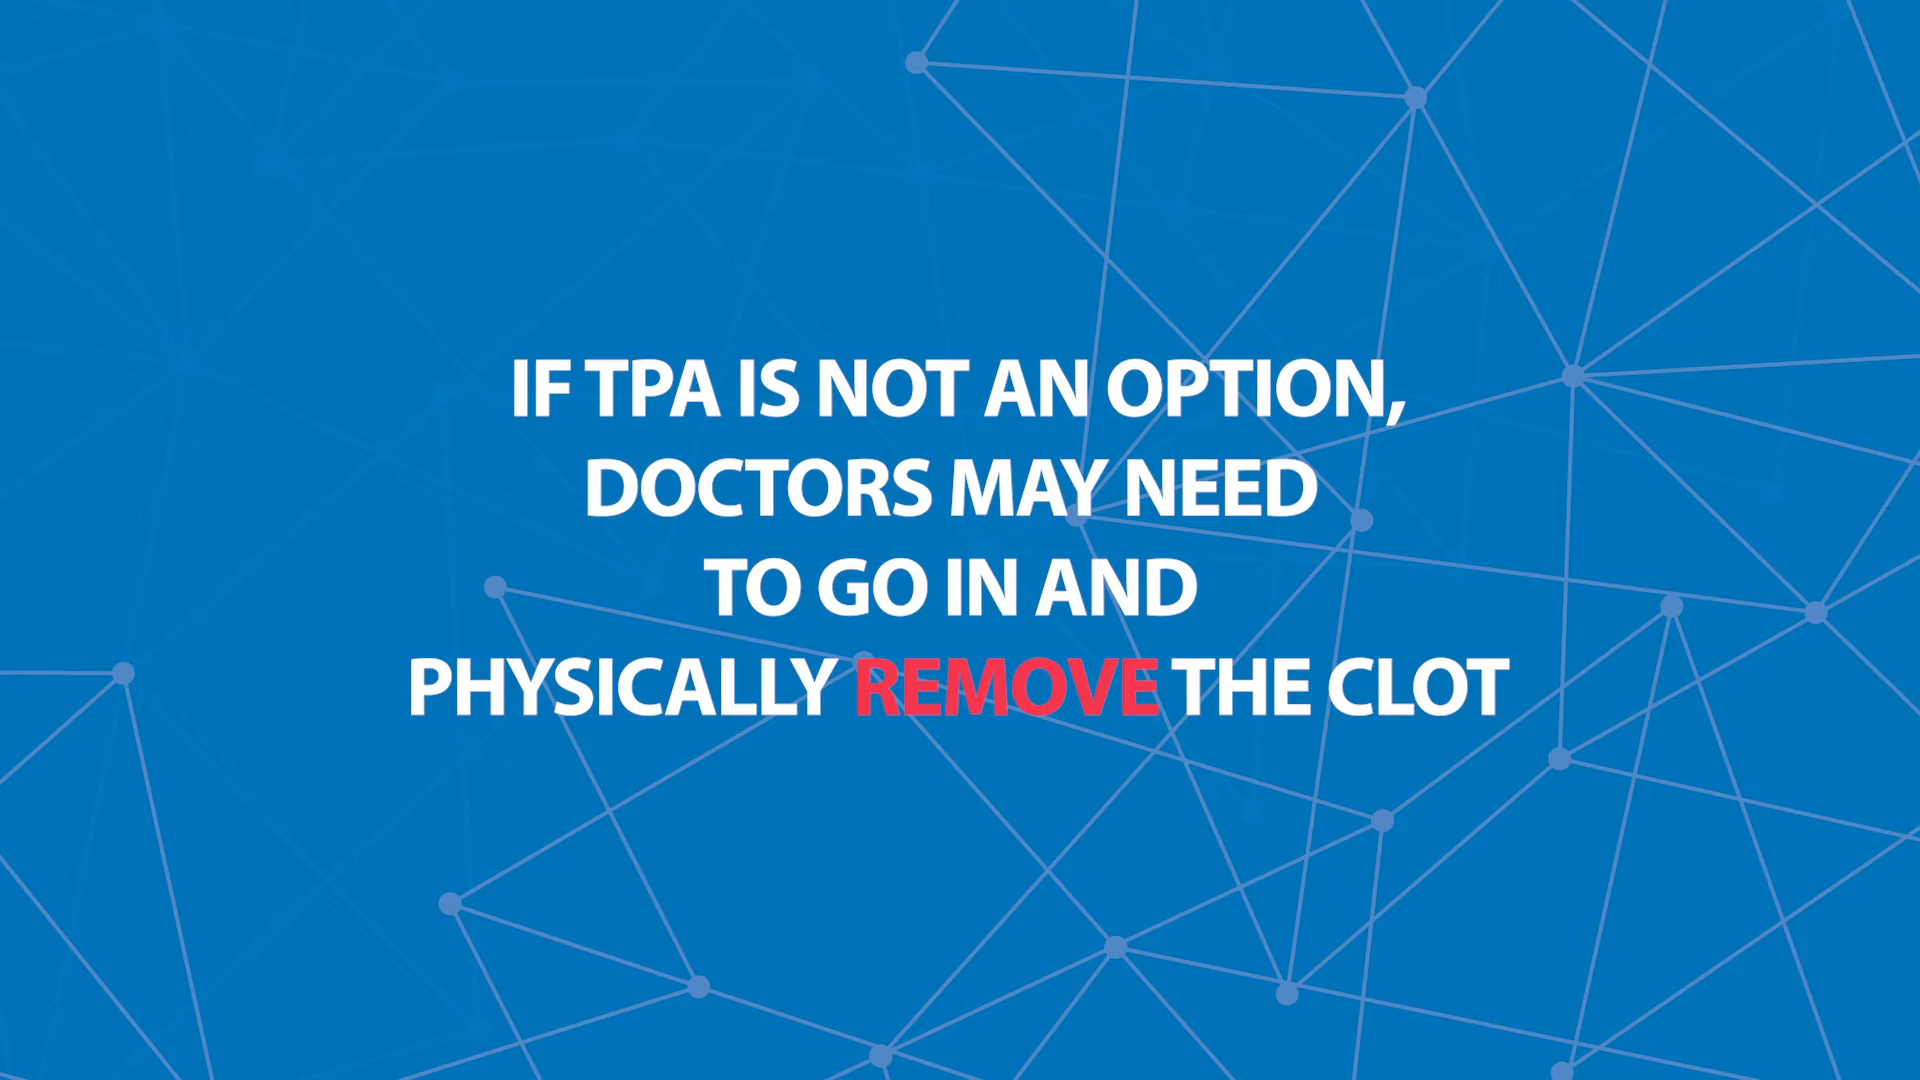 IF TPA IS NOT AN OPTION,
DOCTORS MAY NEED
TO GO IN AND
PHYSICALLY REMOVE THE CLOT